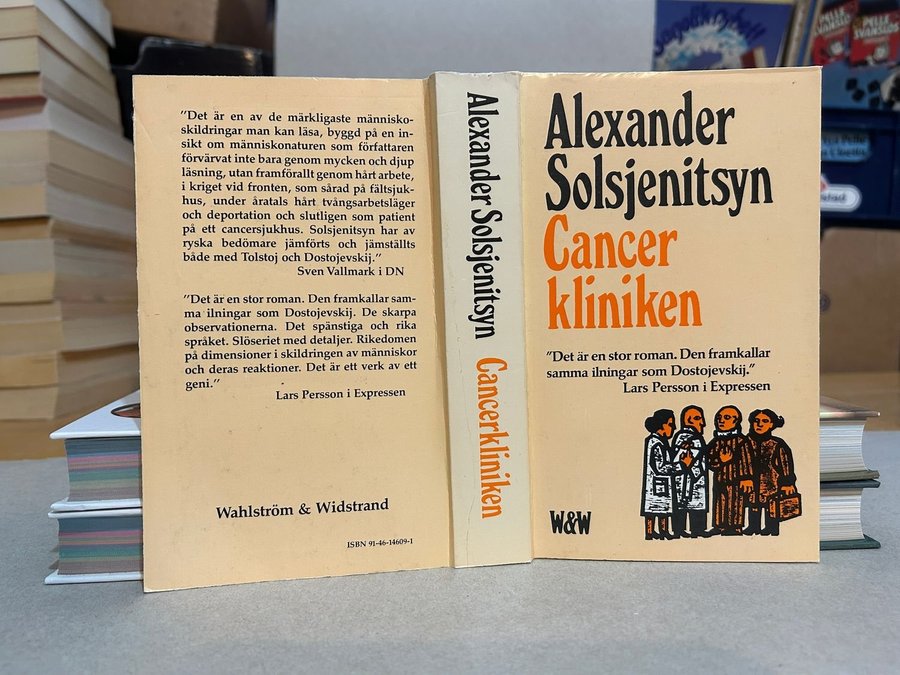 "Det är en av de märkligaste människo-
skildringar man kan läsa, byggd på en in-
sikt om människonaturen som författaren
förvärvat inte bara genom mycken och djup
läsning, utan framförallt genom hårt arbete,
i kriget vid fronten, som sårad på fältsjuk-
hus, under åratals hårt tvångsarbetsläger
och deportation och slutligen som patient
på ett cancersjukhus. Solsjenitsyn har av
ryska bedömare jämförts och jämställts
både med Tolstoj och Dostojevskij."
Sven Vallmark i DN
"Det är en stor roman. Den framkallar sam-
ma ilningar som Dostojevskij. De skarpa
observationerna. Det spänstiga och rika
språket. Slöseriet med detaljer. Rikedomen
på dimensioner i skildringen av människor
och deras reaktioner. Det är ett verk av ett
geni."
Lars Persson i Expressen
Wahlström & Widstrand
ISBN 91-46-14609-1
Alexander Solsjenitsyn Cancerkliniken
Alexander
Solsjenitsyn
Cancer
kliniken
"Det är en stor roman. Den framkallar
samma ilningar som Dostojevskij."
Lars Persson i Expressen
W&W
PELLE
SVANSLÖS